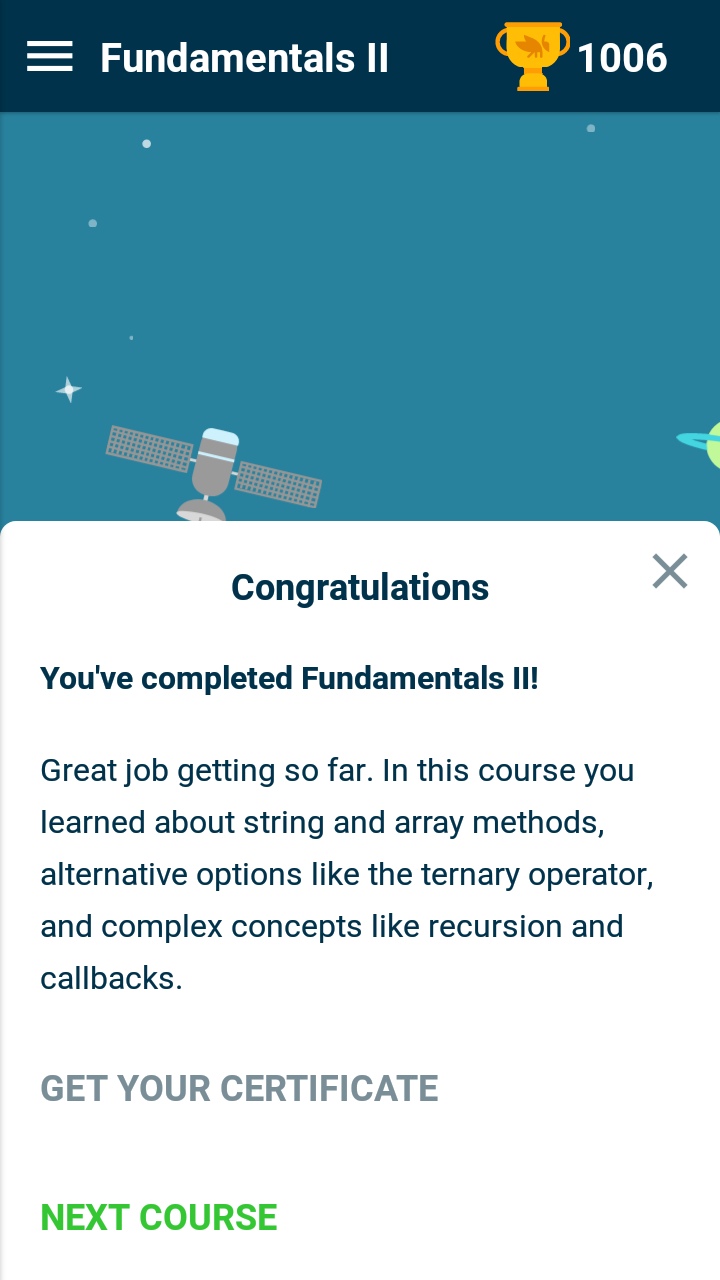 Fundamentals II 1006
Congratulations
You've completed Fundamentals II!
Great job getting so far. In this course you
learned about string and array methods,
alternative options like the ternary operator,
and complex concepts like recursion and
callbacks.
GET YOUR CERTIFICATE
NEXT COURSE